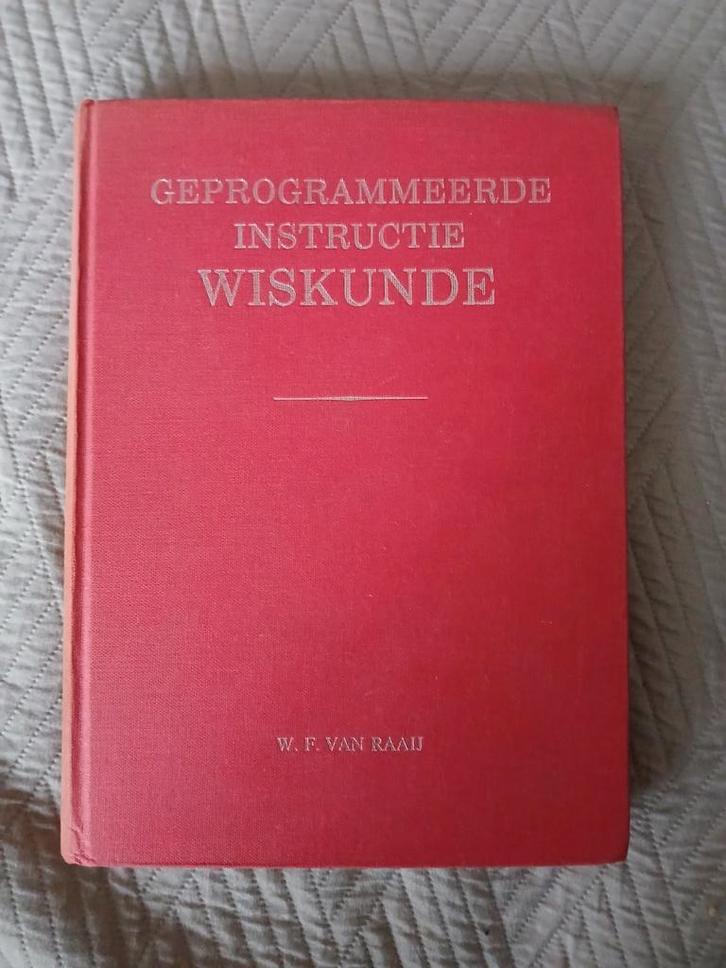 GEPROGRAMMEERDE
INSTRUCTIE
WISKUNDE
W. F. VAN RAAIJ